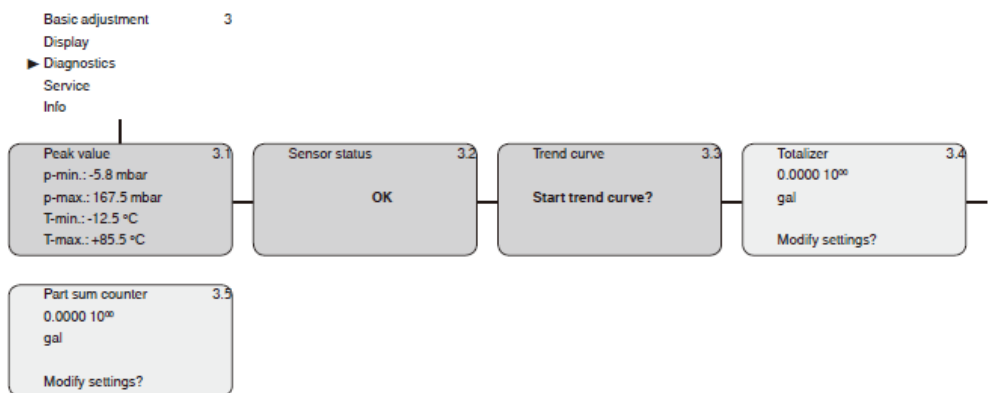 Basic adjustment 3
Display
▶ Diagnostics
Service
Info
Peak value 3.1
p-min.: -5.8 mbar
p-max.: 167.5 mbar
T-min.: -12.5 °C
T-max.: +85.5 °C
Sensor status 3.2
OK
Trend curve 3.3
Start trend curve?
Totalizer 3.4
0.0000 10⁰⁰
gal
Modify settings?
Part sum counter 3.5
0.0000 10⁰⁰
gal
Modify settings?